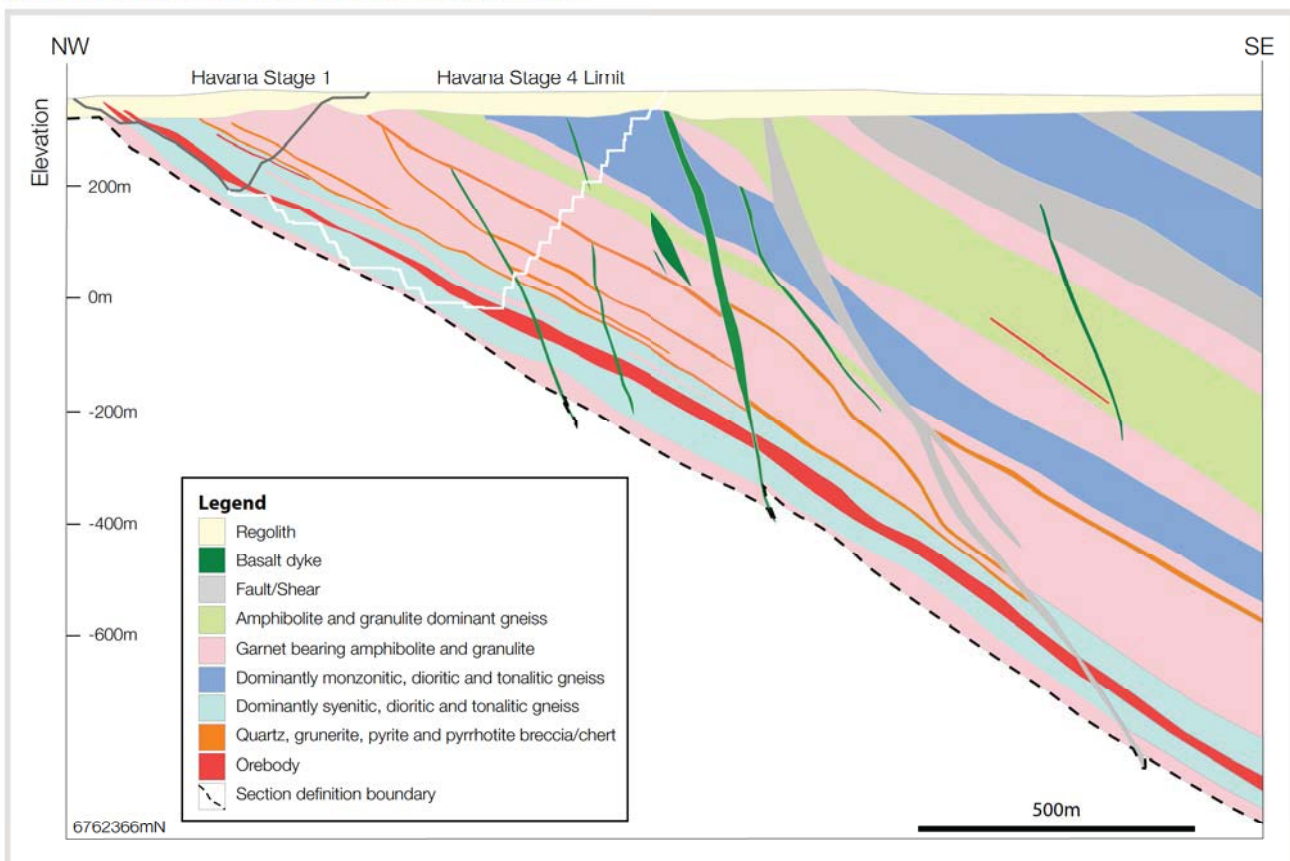 NW
SE
Havana Stage 1
Havana Stage 4 Limit
Elevation
200m
0m
-200m
-400m
-600m
Legend
Regolith
Basalt dyke
Fault/Shear
Amphibolite and granulite dominant gneiss
Garnet bearing amphibolite and granulite
Dominantly monzonitic, dioritic and tonalitic gneiss
Dominantly syenitic, dioritic and tonalitic gneiss
Quartz, grunerite, pyrite and pyrrhotite breccia/chert
Orebody
Section definition boundary
6762366mN
500m